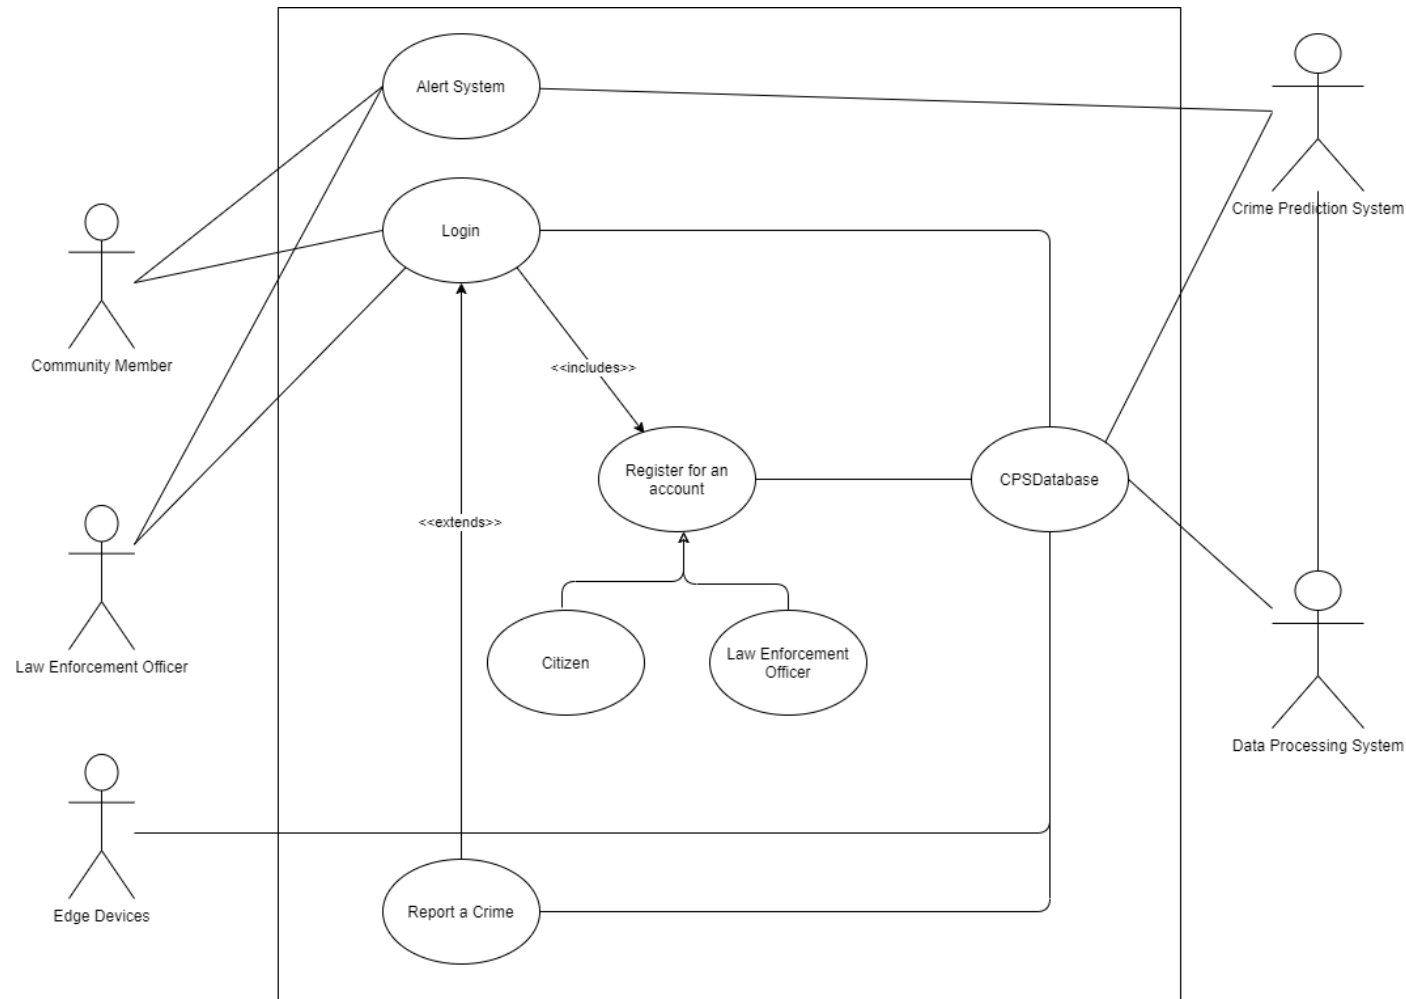 Alert System
Login
Crime Prediction System
Community Member
<<includes>>
Register for an
account
CPSDatabase
<<extends>>
Law Enforcement Officer
Citizen
Law Enforcement
Officer
Data Processing System
Edge Devices
Report a Crime